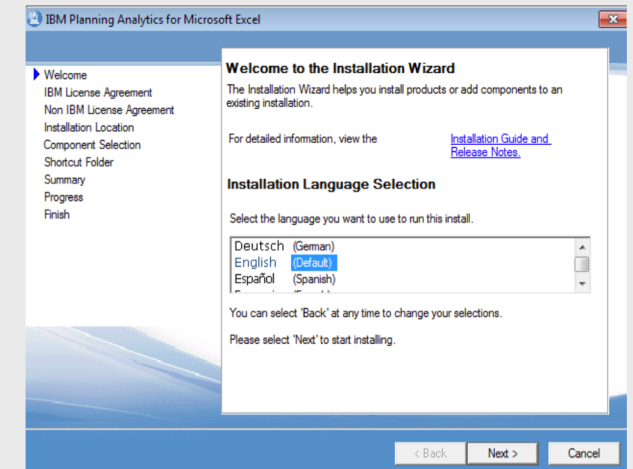 IBM Planning Analytics for Microsoft Excel
Welcome
IBM License Agreement
Non IBM License Agreement
Installation Location
Component Selection
Shortcut Folder
Summary
Progress
Finish
Welcome to the Installation Wizard
The Installation Wizard helps you install products or add components to an
existing installation.
For detailed information, view the Installation Guide and
Release Notes.
Installation Language Selection
Select the language you want to use to run this install.
Deutsch (German)
English (Default)
Español (Spanish)
You can select 'Back' at any time to change your selections.
Please select 'Next' to start installing.
< Back Next > Cancel